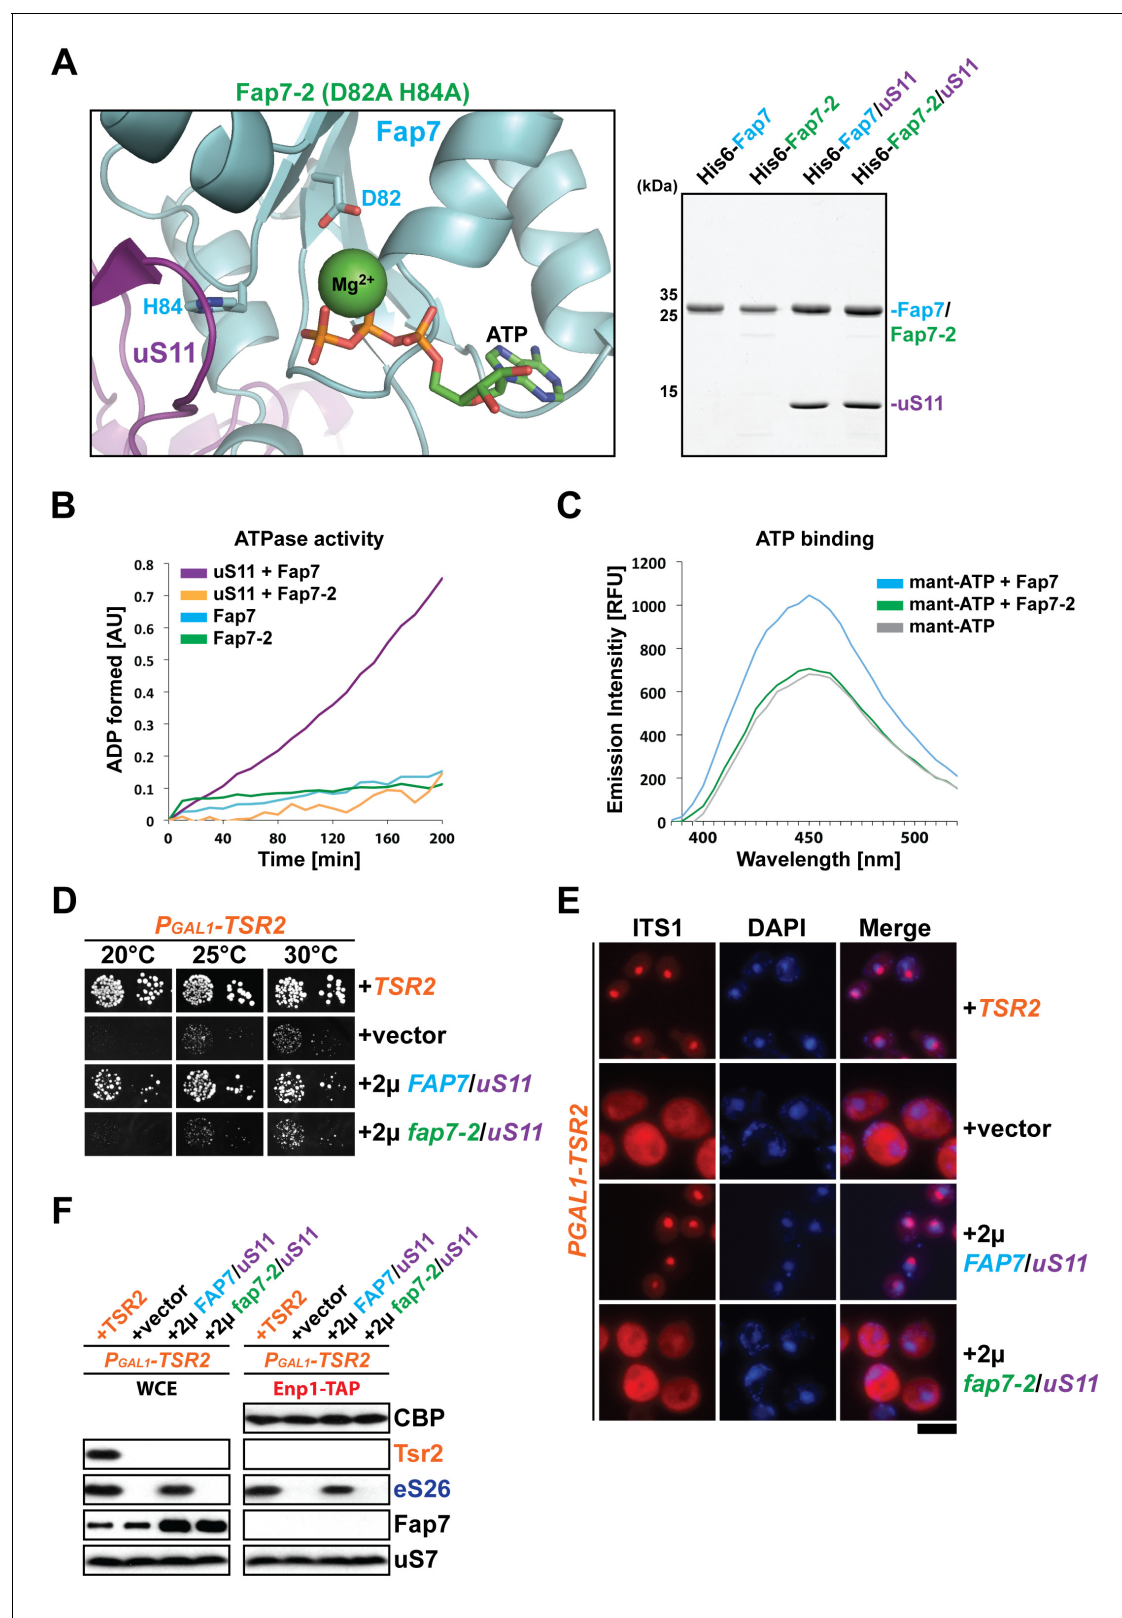 A
Fap7-2 (D82A H84A)
Fap7
D82
Mg2+
H84
uS11
ATP
His6-Fap7
His6-Fap7-2
His6-Fap7/uS11
His6-Fap7-2/uS11
(kDa)
35
25
15
-Fap7/
Fap7-2
-uS11
B
ATPase activity
uS11 + Fap7
uS11 + Fap7-2
Fap7
Fap7-2
ADP formed [AU]
0.8
0.7
0.6
0.5
0.4
0.3
0.2
0.1
0
0 40 80 120 160 200
Time [min]
C
ATP binding
mant-ATP + Fap7
mant-ATP + Fap7-2
mant-ATP
Emission Intensitiy [RFU]
1200
1000
800
600
400
200
0
400 450 500
Wavelength [nm]
D
PGAL1-TSR2
20°C 25°C 30°C
+TSR2
+vector
+2µ FAP7/uS11
+2µ fap7-2/uS11
E
ITS1 DAPI Merge
PGAL1-TSR2
+TSR2
+vector
+2µ
FAP7/uS11
+2µ
fap7-2/uS11
F
+TSR2
+vector
+2µ FAP7/uS11
+2µ fap7-2/uS11
+TSR2
+vector
+2µ FAP7/uS11
+2µ fap7-2/uS11
PGAL1-TSR2 PGAL1-TSR2
WCE Enp1-TAP
CBP
Tsr2
eS26
Fap7
uS7